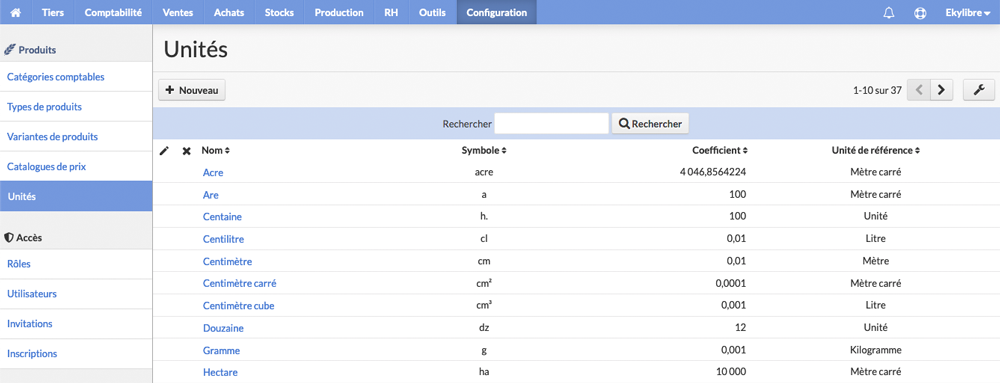 Tiers Comptabilité Ventes Achats Stocks Production RH Outils Configuration Ekylibre
Produits
Catégories comptables
Types de produits
Variantes de produits
Catalogues de prix
Unités
Accès
Rôles
Utilisateurs
Invitations
Inscriptions
Unités
Nouveau 1-10 sur 37
Rechercher Rechercher
Nom Symbole Coefficient Unité de référence
Acre acre 4 046,8564224 Mètre carré
Are a 100 Mètre carré
Centaine h. 100 Unité
Centilitre cl 0,01 Litre
Centimètre cm 0,01 Mètre
Centimètre carré cm² 0,0001 Mètre carré
Centimètre cube cm³ 0,001 Litre
Douzaine dz 12 Unité
Gramme g 0,001 Kilogramme
Hectare ha 10 000 Mètre carré